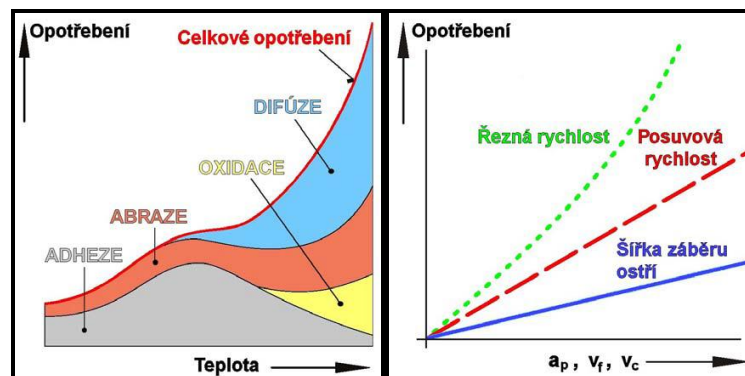 Opotřebení
Celkové opotřebení
DIFÚZE
OXIDACE
ABRAZE
ADHEZE
Teplota
Opotřebení
Řezná rychlost
Posuvová
rychlost
Šířka záběru
ostří
ap , vf , vc